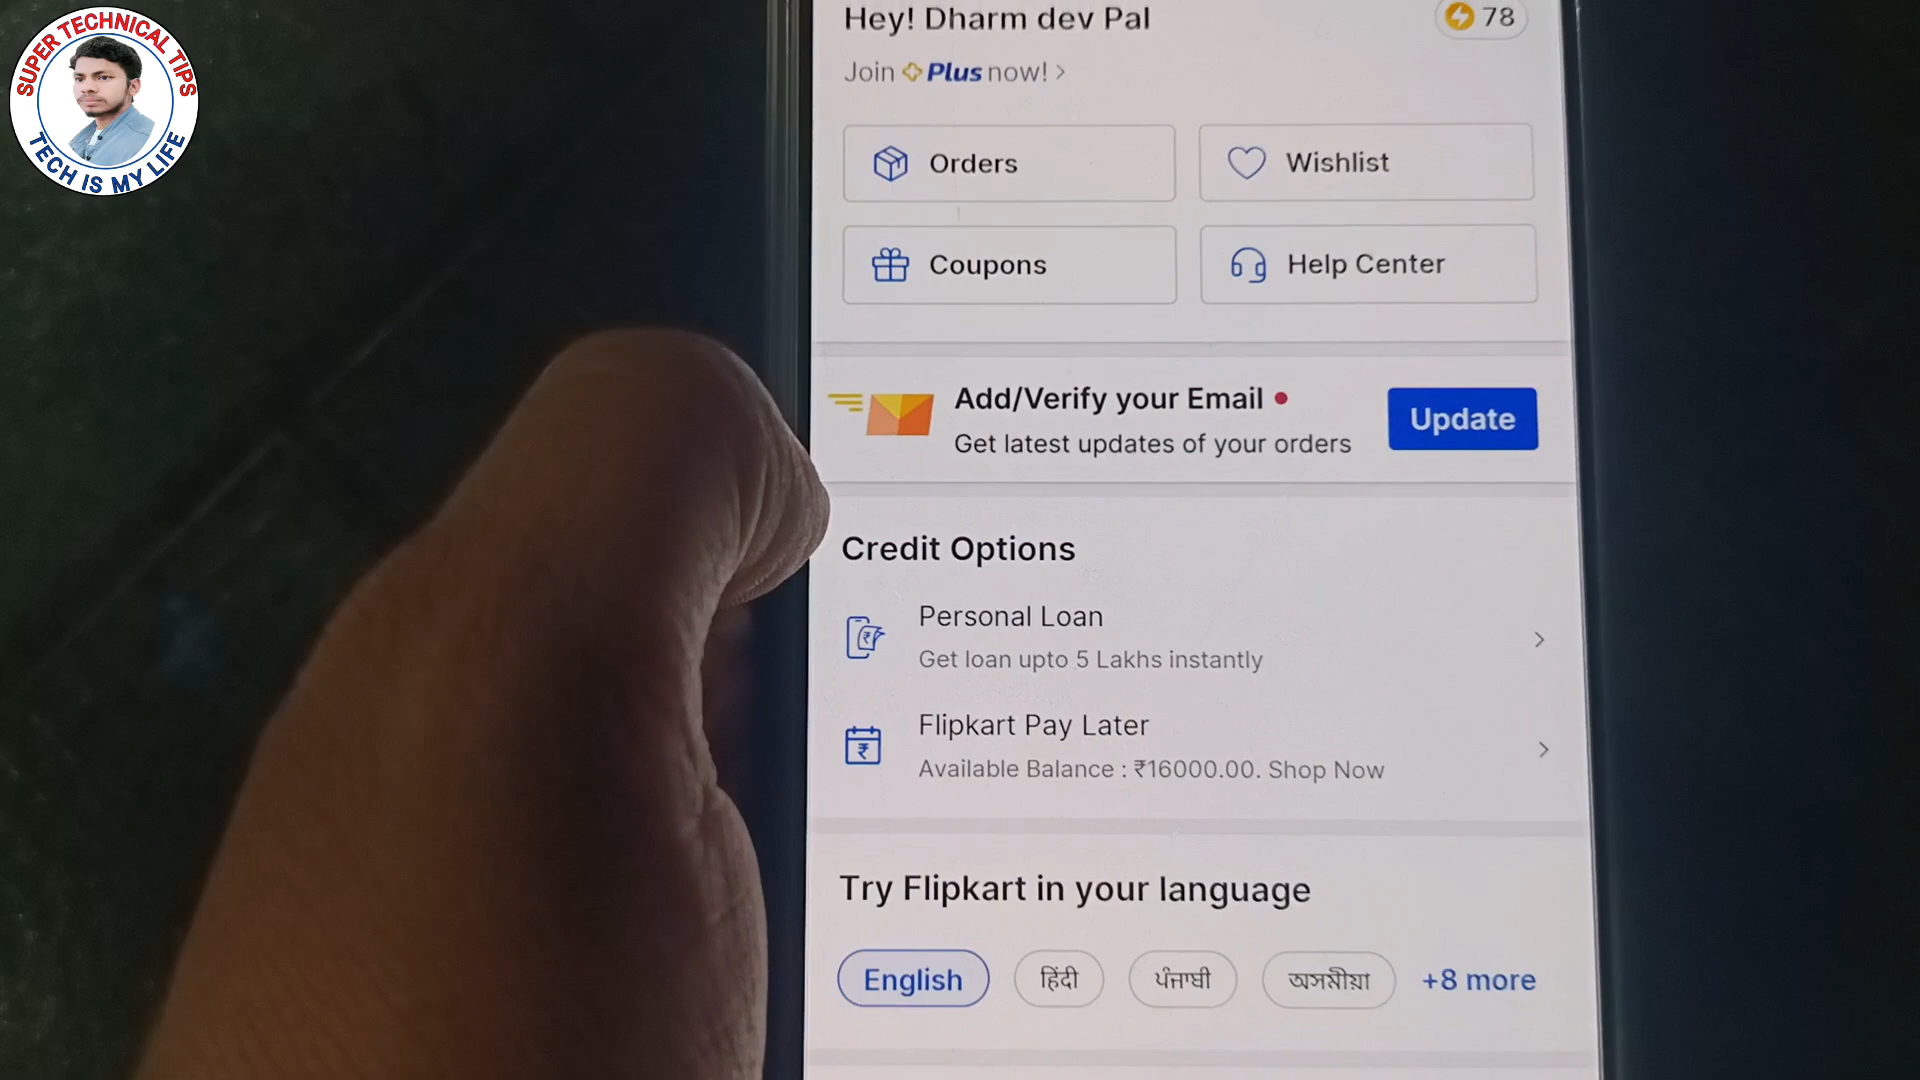 SUPER TECHNICAL TIPS
TECH IS MY LIFE
Hey! Dharm dev Pal
78
Join Plus now!
Orders
Wishlist
Coupons
Help Center
Add/Verify your Email
Get latest updates of your orders
Update
Credit Options
Personal Loan
Get loan upto 5 Lakhs instantly
Flipkart Pay Later
Available Balance : ₹16000.00. Shop Now
Try Flipkart in your language
English
हिंदी
ਪੰਜਾਬੀ
অসমীয়া
+8 more